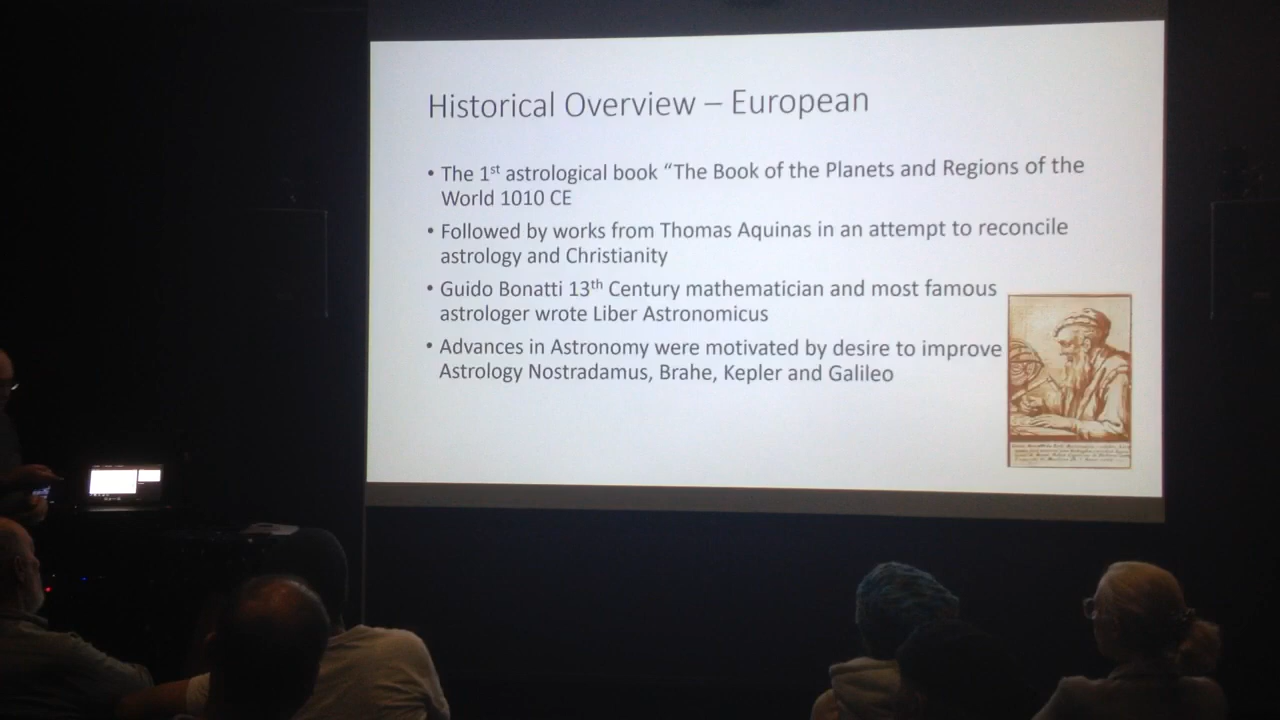 Historical Overview – European
• The 1st astrological book “The Book of the Planets and Regions of the
World 1010 CE
• Followed by works from Thomas Aquinas in an attempt to reconcile
astrology and Christianity
• Guido Bonatti 13th Century mathematician and most famous
astrologer wrote Liber Astronomicus
• Advances in Astronomy were motivated by desire to improve
Astrology Nostradamus, Brahe, Kepler and Galileo